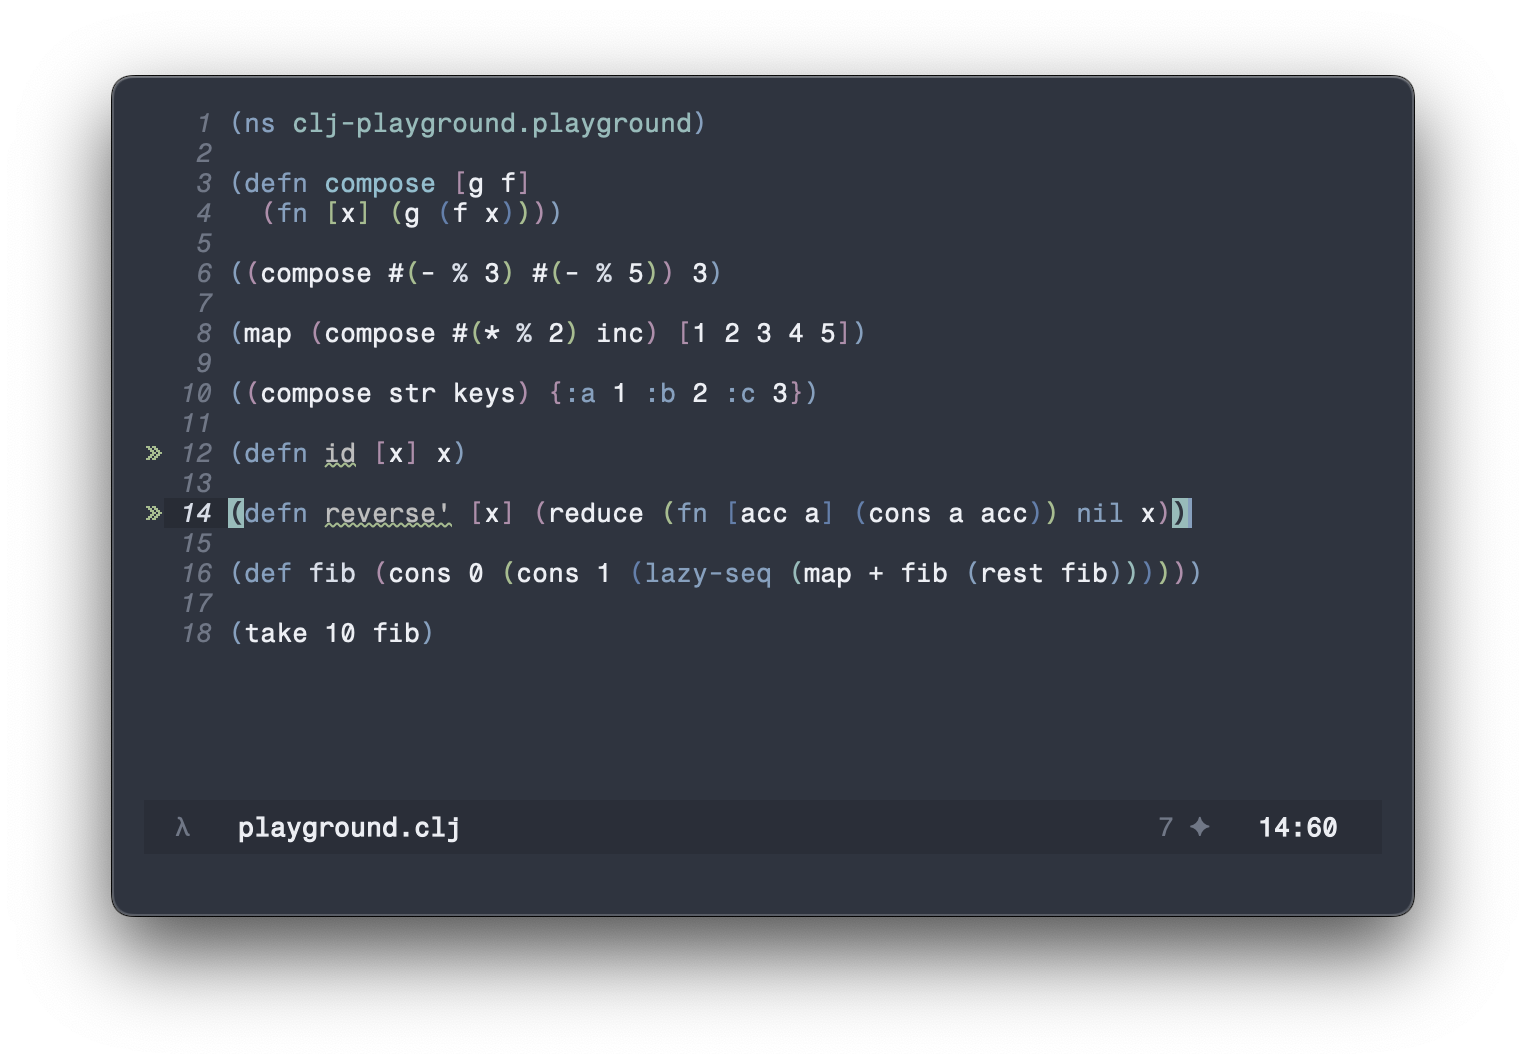 1 (ns clj-playground.playground)
2
3 (defn compose [g f]
4   (fn [x] (g (f x))))
5
6 ((compose #(- % 3) #(- % 5)) 3)
7
8 (map (compose #(* % 2) inc) [1 2 3 4 5])
9
10 ((compose str keys) {:a 1 :b 2 :c 3})
11
» 12 (defn id [x] x)
13
» 14 (defn reverse' [x] (reduce (fn [acc a] (cons a acc)) nil x))
15
16 (def fib (cons 0 (cons 1 (lazy-seq (map + fib (rest fib))))))
17
18 (take 10 fib)
λ playground.clj 7 ✦ 14:60